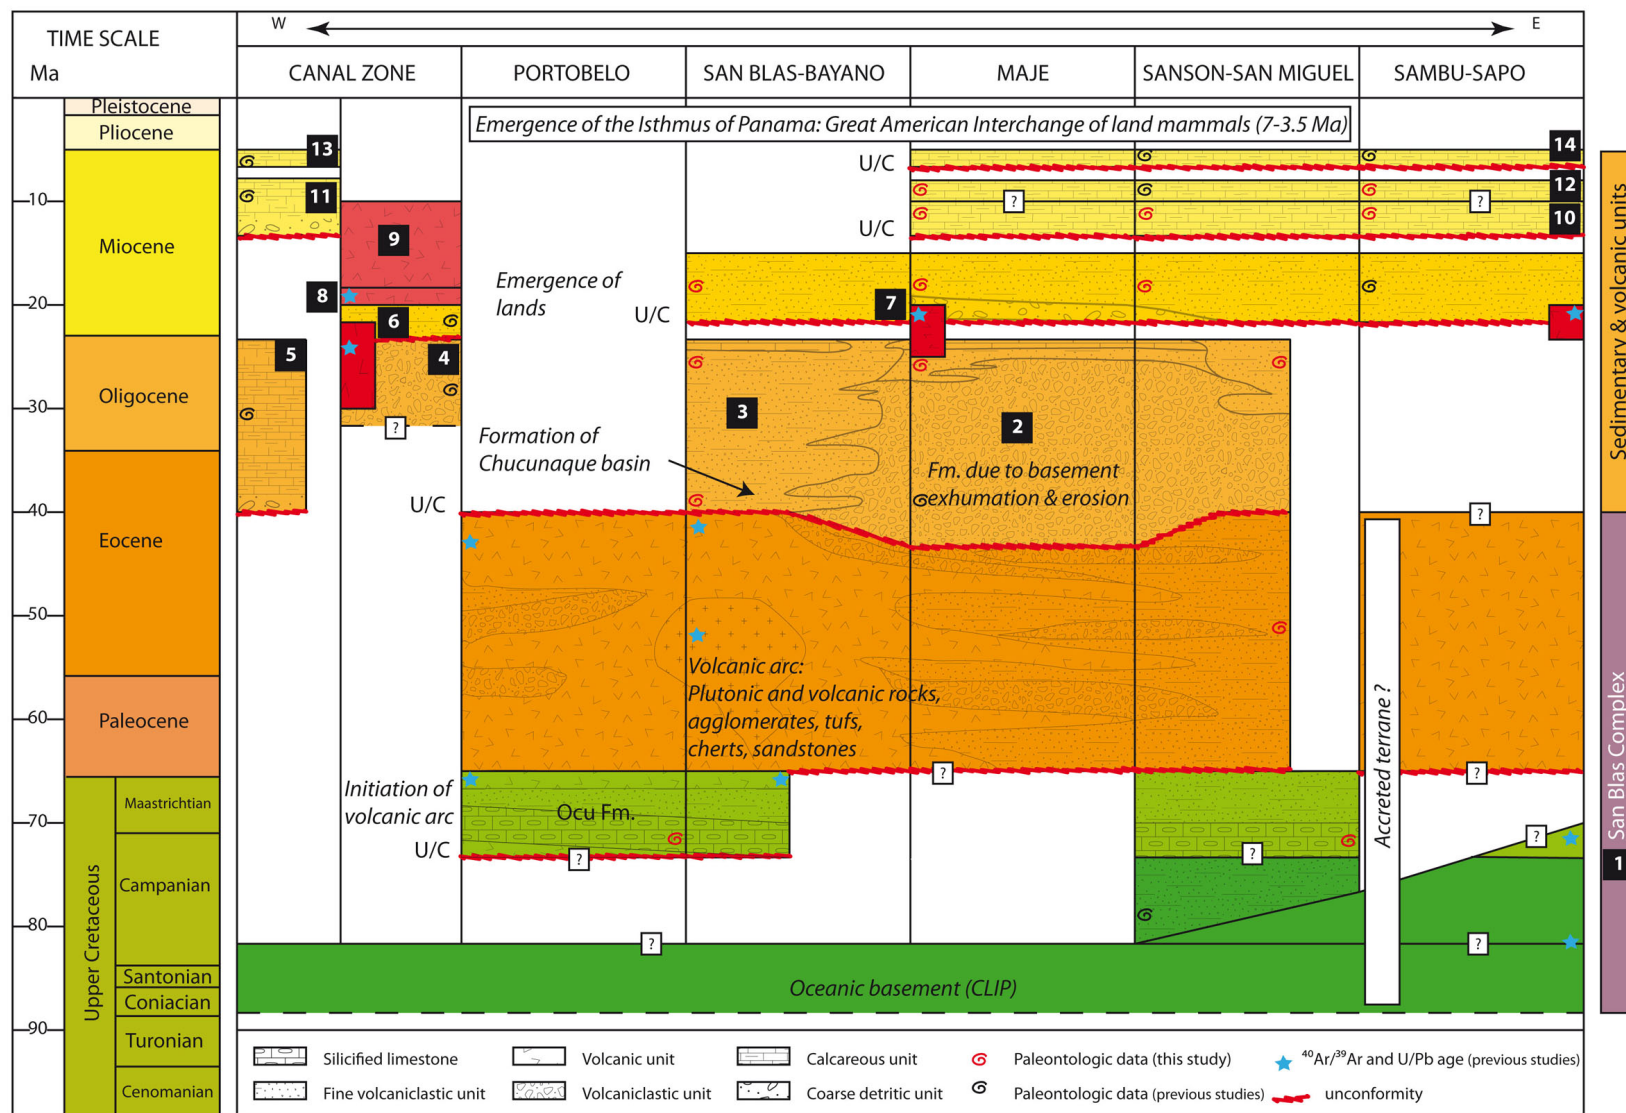 TIME SCALE
Ma
W
E
CANAL ZONE
PORTOBELO
SAN BLAS-BAYANO
MAJE
SANSON-SAN MIGUEL
SAMBU-SAPO
Pleistocene
Pliocene
Miocene
Oligocene
Eocene
Paleocene
Upper Cretaceous
Maastrichtian
Campanian
Santonian
Coniacian
Turonian
Cenomanian
10
20
30
40
50
60
70
80
90
Emergence of the Isthmus of Panama: Great American Interchange of land mammals (7-3.5 Ma)
13
U/C
14
11
12
?
?
10
9
U/C
Emergence of
lands
8
7
U/C
6
5
4
3
2
?
Formation of
Chucunaque basin
Fm. due to basement
exhumation & erosion
U/C
?
Volcanic arc:
Plutonic and volcanic rocks,
agglomerates, tufs,
cherts, sandstones
Accreted terrane ?
?
?
Initiation of
volcanic arc
Ocu Fm.
U/C
?
?
?
?
?
Oceanic basement (CLIP)
Sedimentary & volcanic units
San Blas Complex
1
Silicified limestone
Volcanic unit
Calcareous unit
Paleontologic data (this study)
40Ar/39Ar and U/Pb age (previous studies)
Fine volcaniclastic unit
Volcaniclastic unit
Coarse detritic unit
Paleontologic data (previous studies)
unconformity